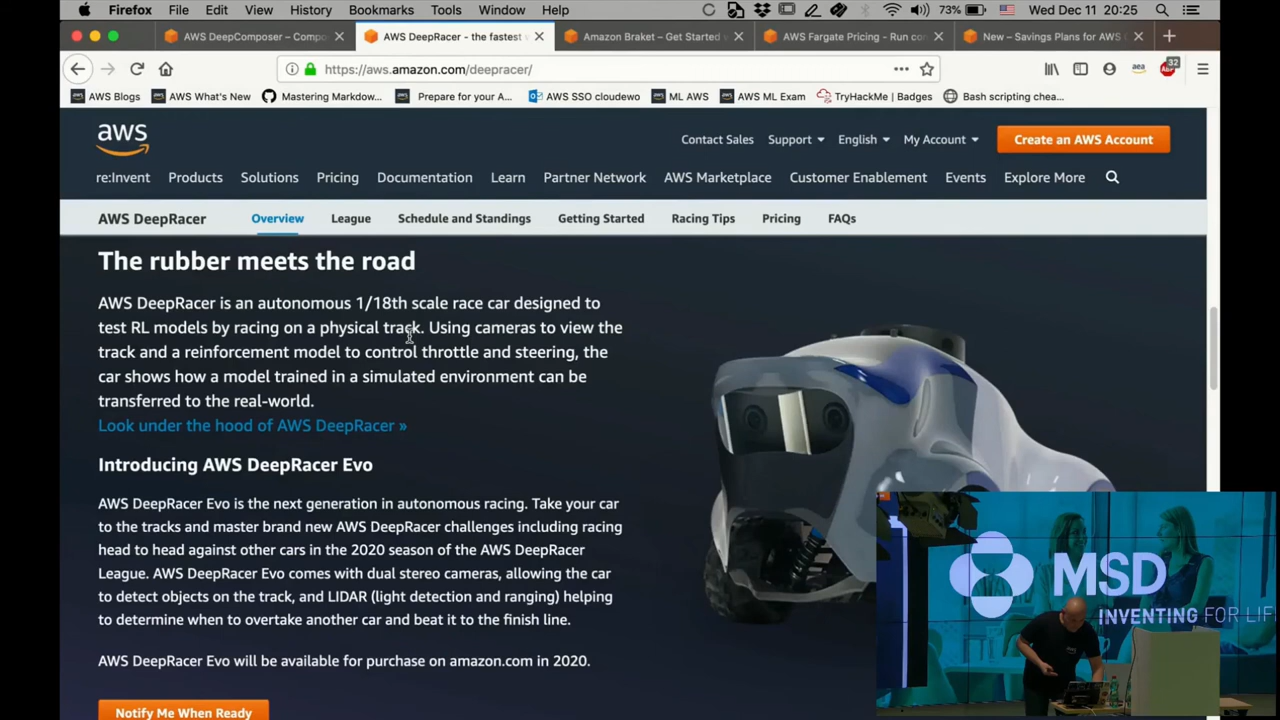 Firefox File Edit View History Bookmarks Tools Window Help 73% Wed Dec 11 20:25
AWS DeepComposer – Compo
AWS DeepRacer - the fastest w
Amazon Braket – Get Started w
AWS Fargate Pricing - Run con
New – Savings Plans for AWS C
https://aws.amazon.com/deepracer/
32
AWS Blogs
AWS What's New
Mastering Markdow...
Prepare for your A...
AWS SSO cloudewo
ML AWS
AWS ML Exam
TryHackMe | Badges
Bash scripting chea...
aws
Contact Sales Support English My Account Create an AWS Account
re:Invent Products Solutions Pricing Documentation Learn Partner Network AWS Marketplace Customer Enablement Events Explore More
AWS DeepRacer Overview League Schedule and Standings Getting Started Racing Tips Pricing FAQs
The rubber meets the road
AWS DeepRacer is an autonomous 1/18th scale race car designed to
test RL models by racing on a physical track. Using cameras to view the
track and a reinforcement model to control throttle and steering, the
car shows how a model trained in a simulated environment can be
transferred to the real-world.
Look under the hood of AWS DeepRacer »
Introducing AWS DeepRacer Evo
AWS DeepRacer Evo is the next generation in autonomous racing. Take your car
to the tracks and master brand new AWS DeepRacer challenges including racing
head to head against other cars in the 2020 season of the AWS DeepRacer
League. AWS DeepRacer Evo comes with dual stereo cameras, allowing the car
to detect objects on the track, and LIDAR (light detection and ranging) helping
to determine when to overtake another car and beat it to the finish line.
AWS DeepRacer Evo will be available for purchase on amazon.com in 2020.
Notify Me When Ready
MSD
INVENTING FOR LIF